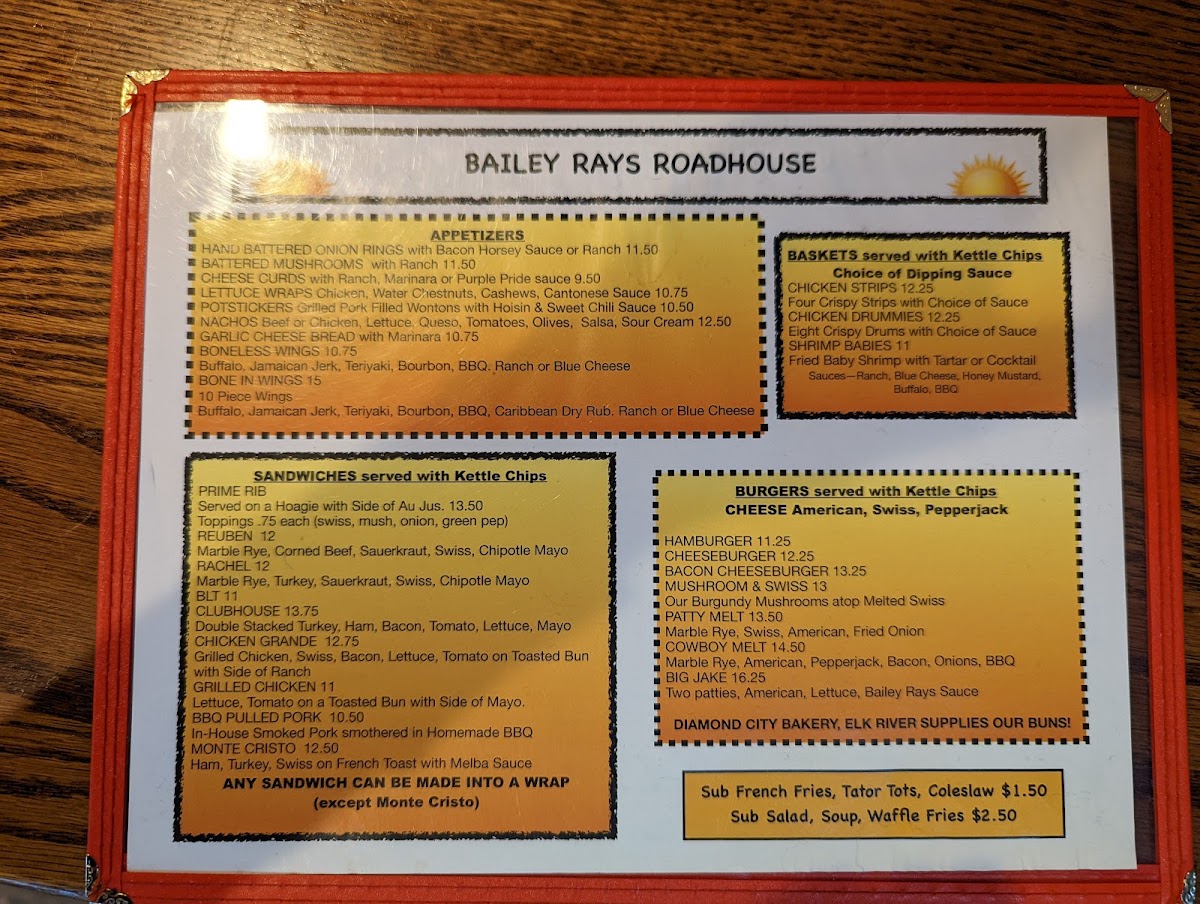 BAILEY RAYS ROADHOUSE
APPETIZERS
HAND BATTERED ONION RINGS with Bacon Horsey Sauce or Ranch 11.50
BATTERED MUSHROOMS with Ranch 11.50
CHEESE CURDS with Ranch, Marinara or Purple Pride sauce 9.50
LETTUCE WRAPS Chicken, Water Chestnuts, Cashews, Cantonese Sauce 10.75
POTSTICKERS Grilled Pork Filled Wontons with Hoisin & Sweet Chili Sauce 10.50
NACHOS Beef or Chicken, Lettuce, Queso, Tomatoes, Olives, Salsa, Sour Cream 12.50
GARLIC CHEESE BREAD with Marinara 10.75
BONELESS WINGS 10.75
Buffalo, Jamaican Jerk, Teriyaki, Bourbon, BBQ. Ranch or Blue Cheese
BONE IN WINGS 15
10 Piece Wings
Buffalo, Jamaican Jerk, Teriyaki, Bourbon, BBQ, Caribbean Dry Rub. Ranch or Blue Cheese
BASKETS served with Kettle Chips
Choice of Dipping Sauce
CHICKEN STRIPS 12.25
Four Crispy Strips with Choice of Sauce
CHICKEN DRUMMIES 12.25
Eight Crispy Drums with Choice of Sauce
SHRIMP BABIES 11
Fried Baby Shrimp with Tartar or Cocktail
Sauces—Ranch, Blue Cheese, Honey Mustard,
Buffalo, BBQ
SANDWICHES served with Kettle Chips
PRIME RIB
Served on a Hoagie with Side of Au Jus. 13.50
Toppings .75 each (swiss, mush, onion, green pep)
REUBEN 12
Marble Rye, Corned Beef, Sauerkraut, Swiss, Chipotle Mayo
RACHEL 12
Marble Rye, Turkey, Sauerkraut, Swiss, Chipotle Mayo
BLT 11
CLUBHOUSE 13.75
Double Stacked Turkey, Ham, Bacon, Tomato, Lettuce, Mayo
CHICKEN GRANDE 12.75
Grilled Chicken, Swiss, Bacon, Lettuce, Tomato on Toasted Bun
with Side of Ranch
GRILLED CHICKEN 11
Lettuce, Tomato on a Toasted Bun with Side of Mayo.
BBQ PULLED PORK 10.50
In-House Smoked Pork smothered in Homemade BBQ
MONTE CRISTO 12.50
Ham, Turkey, Swiss on French Toast with Melba Sauce
ANY SANDWICH CAN BE MADE INTO A WRAP
(except Monte Cristo)
BURGERS served with Kettle Chips
CHEESE American, Swiss, Pepperjack
HAMBURGER 11.25
CHEESEBURGER 12.25
BACON CHEESEBURGER 13.25
MUSHROOM & SWISS 13
Our Burgundy Mushrooms atop Melted Swiss
PATTY MELT 13.50
Marble Rye, Swiss, American, Fried Onion
COWBOY MELT 14.50
Marble Rye, American, Pepperjack, Bacon, Onions, BBQ
BIG JAKE 16.25
Two patties, American, Lettuce, Bailey Rays Sauce
DIAMOND CITY BAKERY, ELK RIVER SUPPLIES OUR BUNS!
Sub French Fries, Tator Tots, Coleslaw $1.50
Sub Salad, Soup, Waffle Fries $2.50